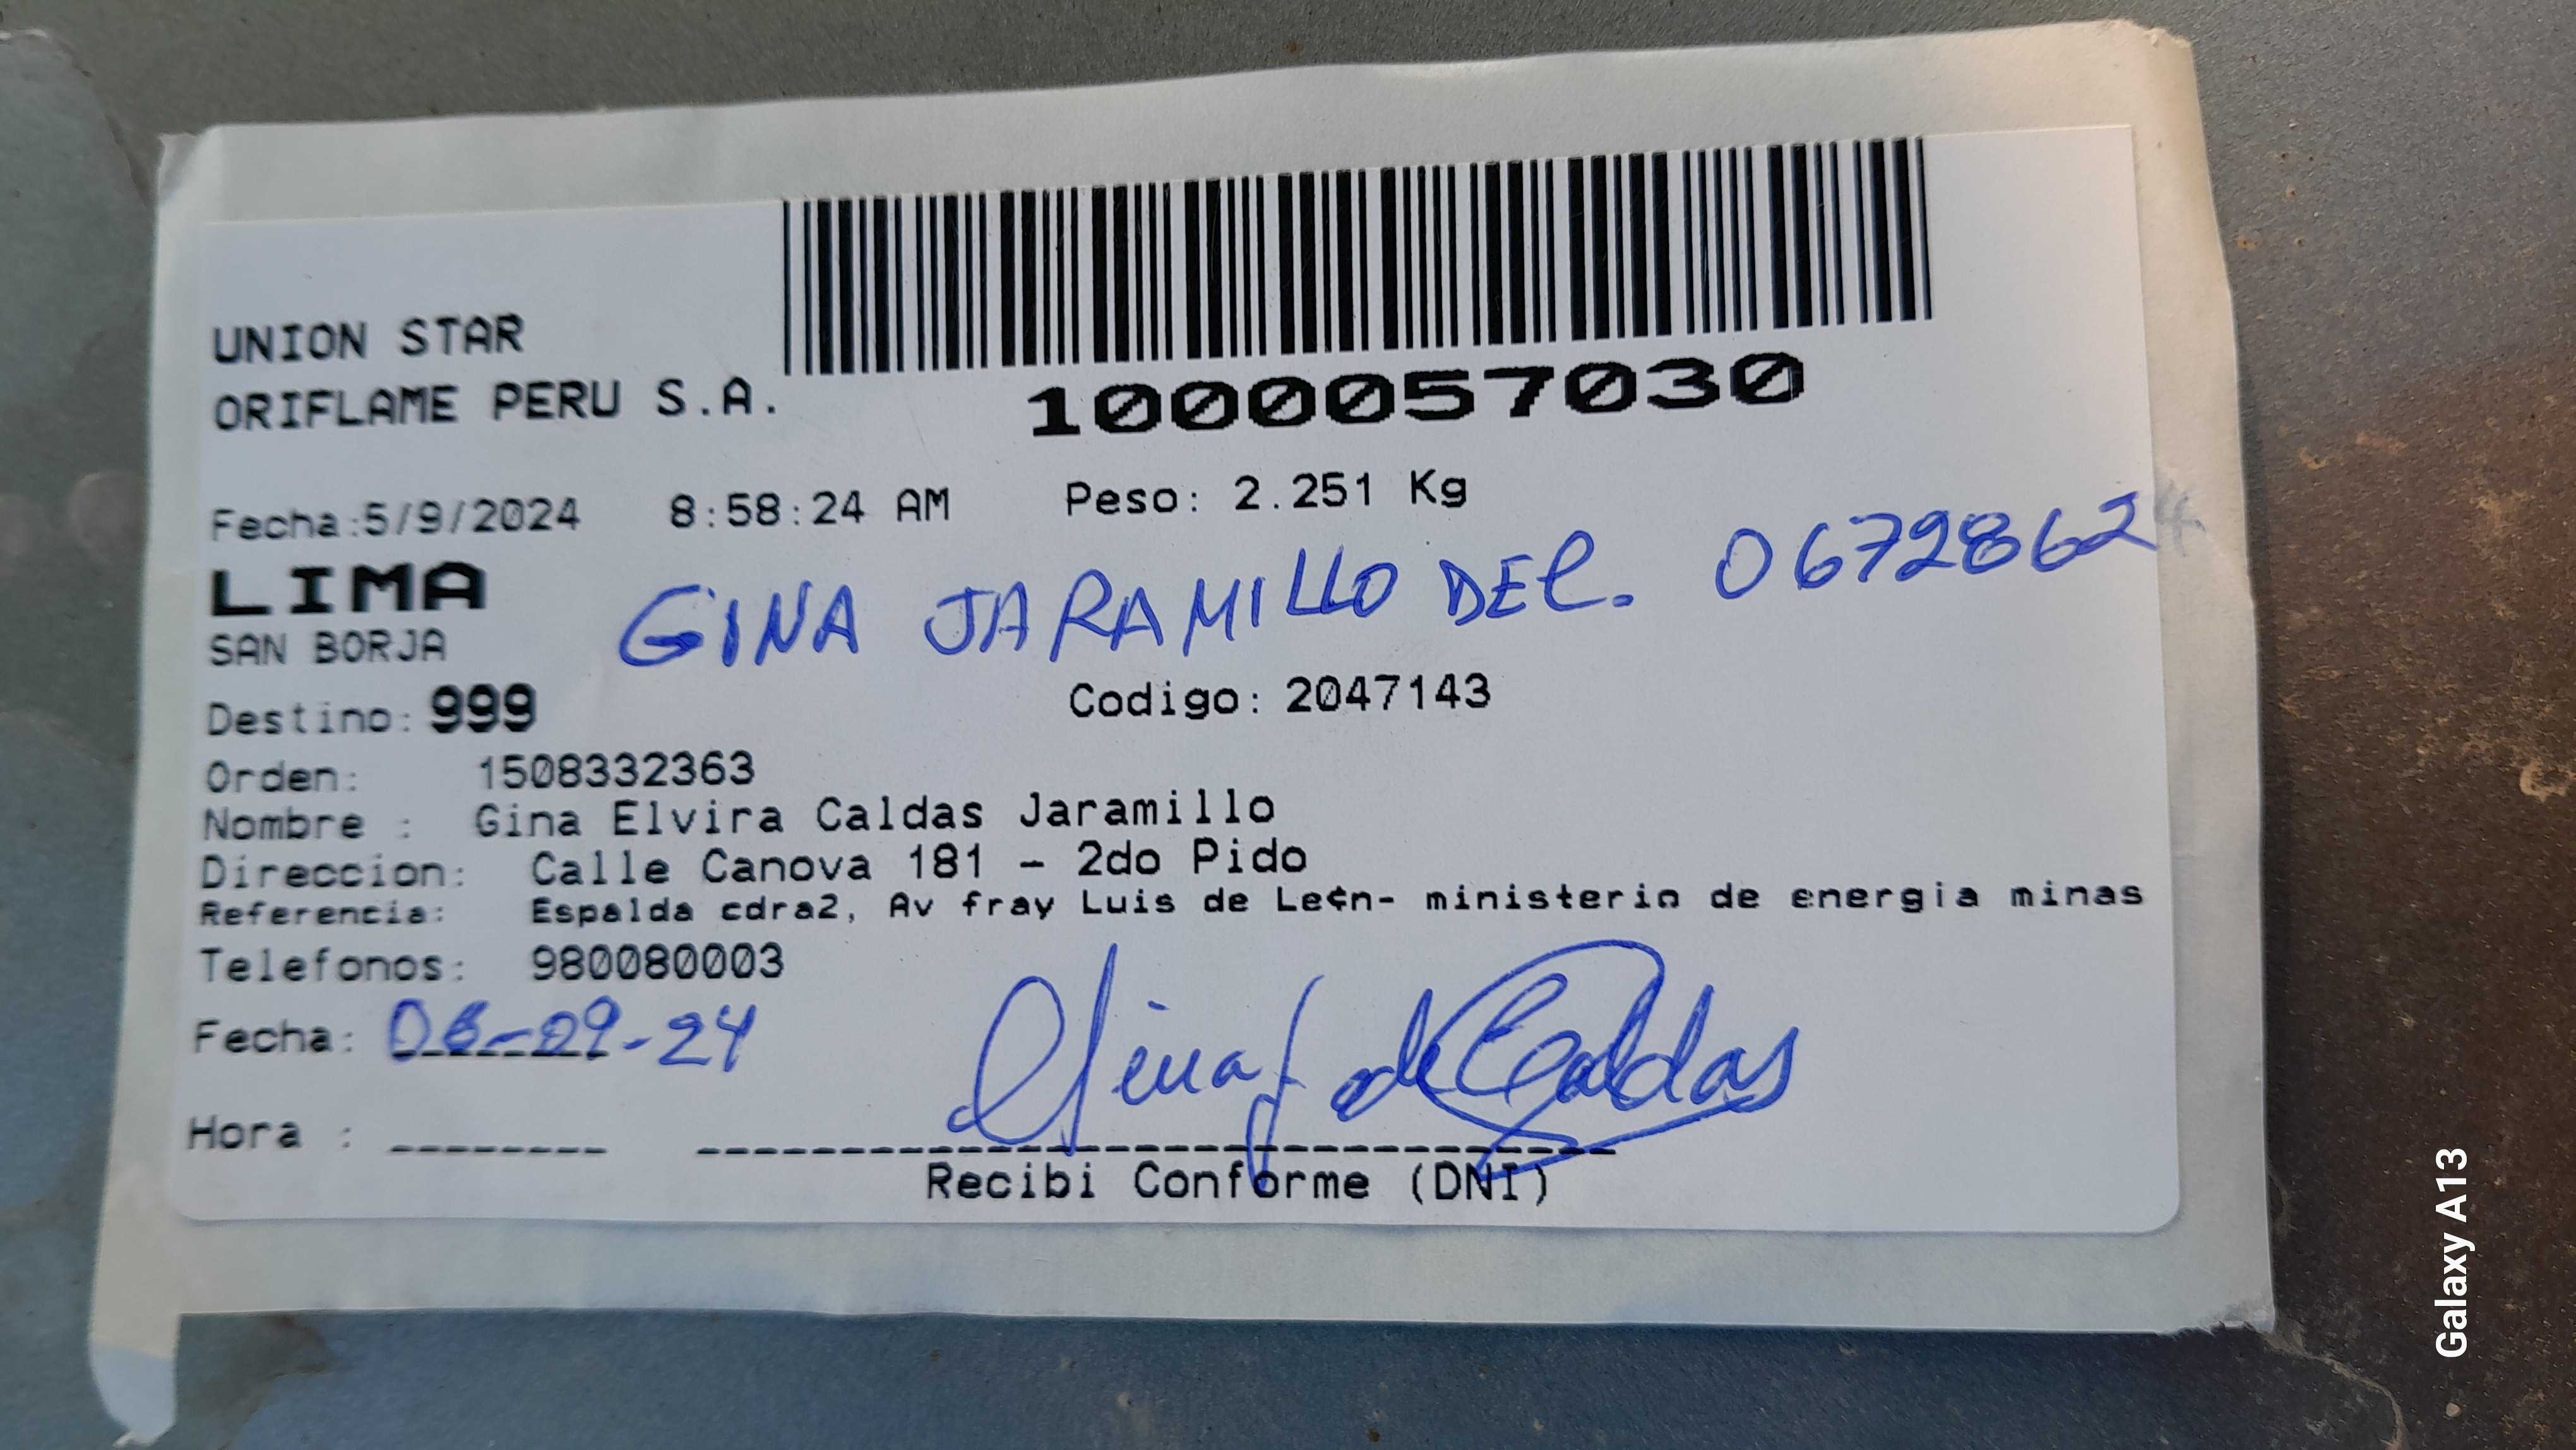 UNION STAR
ORIFLAME PERU S.A.
1000057030
Fecha:5/9/2024 8:58:24 AM Peso: 2.251 Kg
LIMA
GINA JARAMILLO DE C. 06728624
SAN BORJA
Destino: 999 Codigo: 2047143
Orden: 1508332363
Nombre : Gina Elvira Caldas Jaramillo
Direccion: Calle Canova 181 - 2do Pido
Referencia: Espalda cdra2, Av fray Luis de Le¢n- ministerio de energia minas
Telefonos: 980080003
Fecha: 06-09-24
Gina J de Caldas
Hora :
Recibi Conforme (DNI)
Galaxy A13